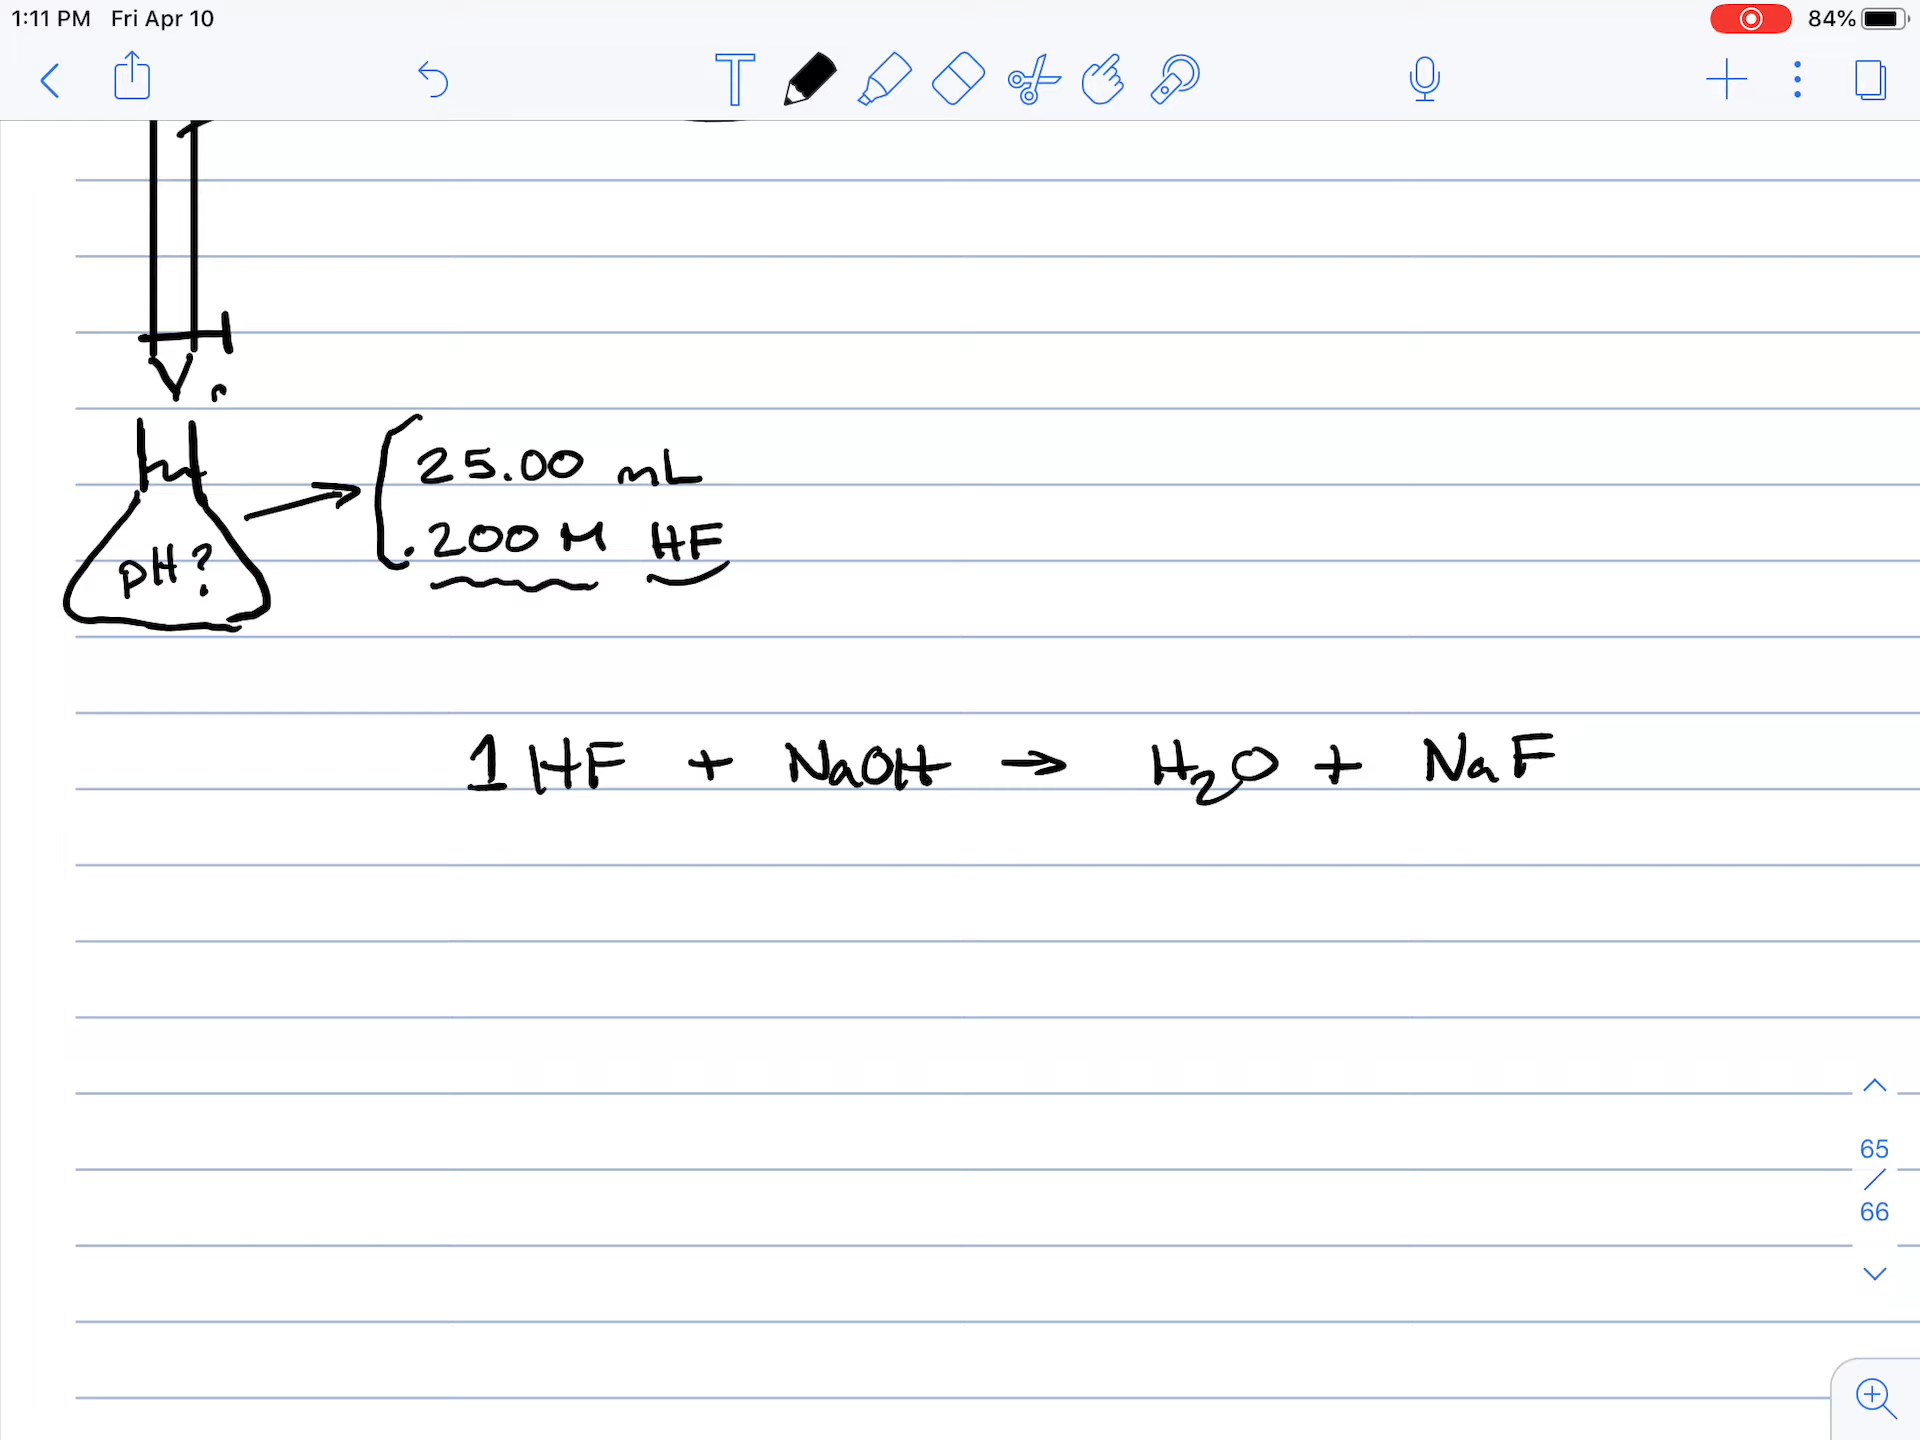 1:11 PM Fri Apr 10 84%
T
25.00 mL
.200 M HF
pH?
1 HF + NaOH → H₂O + NaF
65
/
66